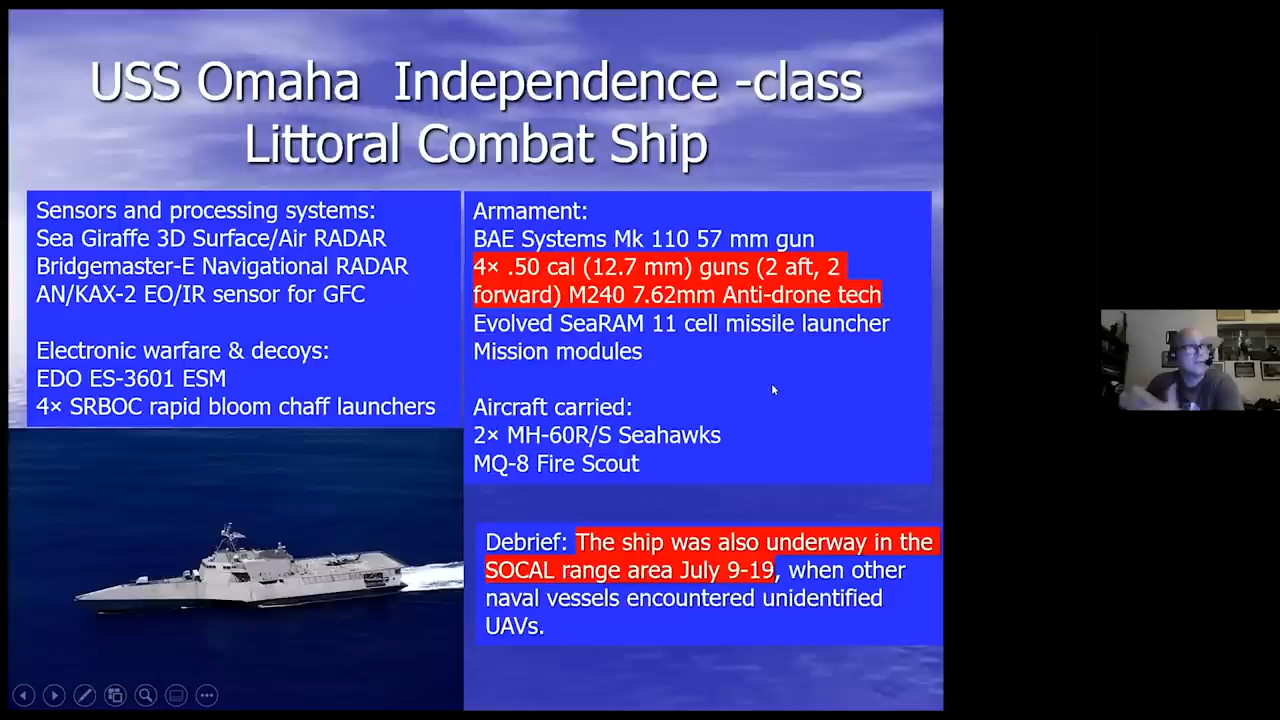 USS Omaha  Independence -class
Littoral Combat Ship
Sensors and processing systems:
Sea Giraffe 3D Surface/Air RADAR
Bridgemaster-E Navigational RADAR
AN/KAX-2 EO/IR sensor for GFC
Electronic warfare & decoys:
EDO ES-3601 ESM
4× SRBOC rapid bloom chaff launchers
Armament:
BAE Systems Mk 110 57 mm gun
4× .50 cal (12.7 mm) guns (2 aft, 2
forward) M240 7.62mm Anti-drone tech
Evolved SeaRAM 11 cell missile launcher
Mission modules
Aircraft carried:
2× MH-60R/S Seahawks
MQ-8 Fire Scout
Debrief: The ship was also underway in the
SOCAL range area July 9-19, when other
naval vessels encountered unidentified
UAVs.